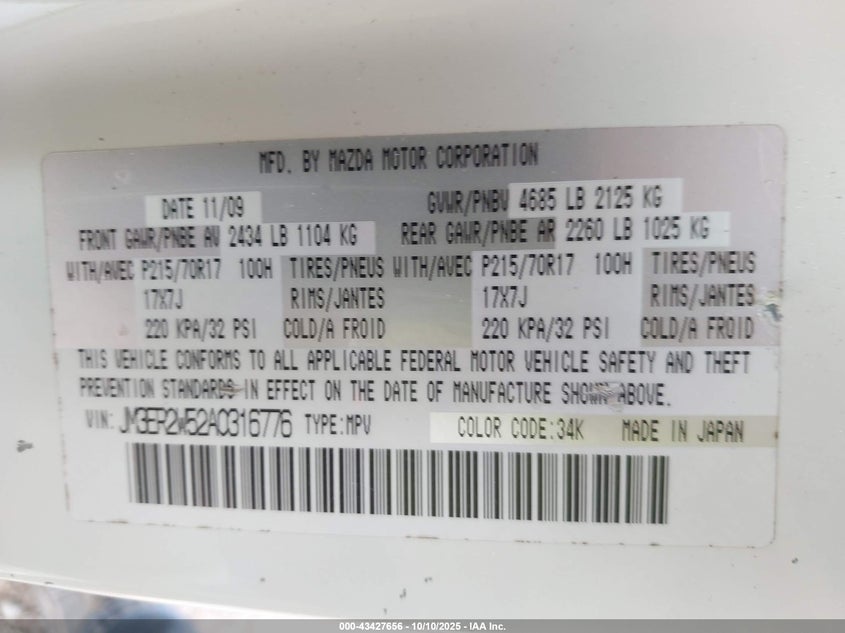 MFD. BY MAZDA MOTOR CORPORATION
DATE 11/09 GVWR/PNBV 4685 LB 2125 KG
FRONT GAWR/PNBE AV 2434 LB 1104 KG REAR GAWR/PNBE AR 2260 LB 1025 KG
WITH/AVEC P215/70R17 100H TIRES/PNEUS WITH/AVEC P215/70R17 100H TIRES/PNEUS
17X7J RIMS/JANTES 17X7J RIMS/JANTES
220 KPA/32 PSI COLD/A FROID 220 KPA/32 PSI COLD/A FROID
THIS VEHICLE CONFORMS TO ALL APPLICABLE FEDERAL MOTOR VEHICLE SAFETY AND THEFT
PREVENTION STANDARDS IN EFFECT ON THE DATE OF MANUFACTURE SHOWN ABOVE.
VIN: JM3ER2W52A0316776 TYPE:MPV COLOR CODE:34K MADE IN JAPAN
000-43427656 - 10/10/2025 - IAA Inc.